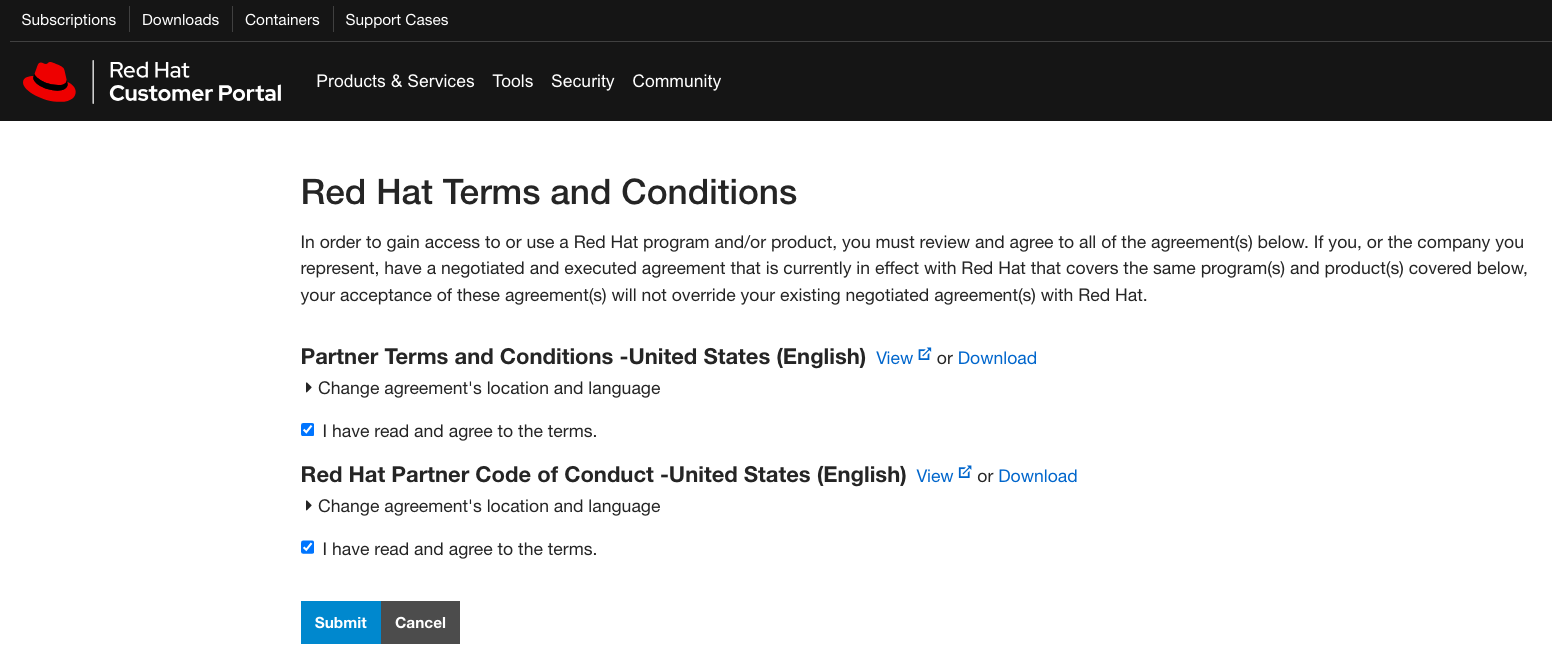 Subscriptions Downloads Containers Support Cases
Red Hat
Customer Portal
Products & Services Tools Security Community
Red Hat Terms and Conditions
In order to gain access to or use a Red Hat program and/or product, you must review and agree to all of the agreement(s) below. If you, or the company you
represent, have a negotiated and executed agreement that is currently in effect with Red Hat that covers the same program(s) and product(s) covered below,
your acceptance of these agreement(s) will not override your existing negotiated agreement(s) with Red Hat.
Partner Terms and Conditions -United States (English) View or Download
Change agreement's location and language
I have read and agree to the terms.
Red Hat Partner Code of Conduct -United States (English) View or Download
Change agreement's location and language
I have read and agree to the terms.
Submit Cancel